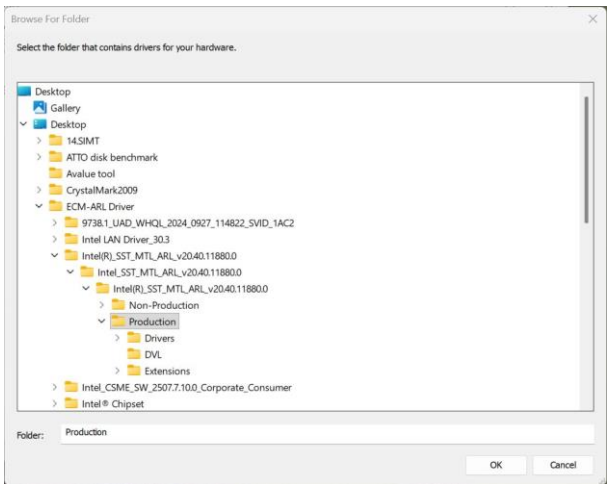 Browse For Folder
Select the folder that contains drivers for your hardware.
Desktop
Gallery
Desktop
14.SIMT
ATTO disk benchmark
Avalue tool
CrystalMark2009
ECM-ARL Driver
9738.1_UAD_WHQL_2024_0927_114822_SVID_1AC2
Intel LAN Driver_30.3
Intel(R)_SST_MTL_ARL_v20.40.11880.0
Intel_SST_MTL_ARL_v20.40.11880.0
Intel(R)_SST_MTL_ARL_v20.40.11880.0
Non-Production
Production
Drivers
DVL
Extensions
Intel_CSME_SW_2507.7.10.0_Corporate_Consumer
Intel® Chipset
Folder: Production
OK Cancel